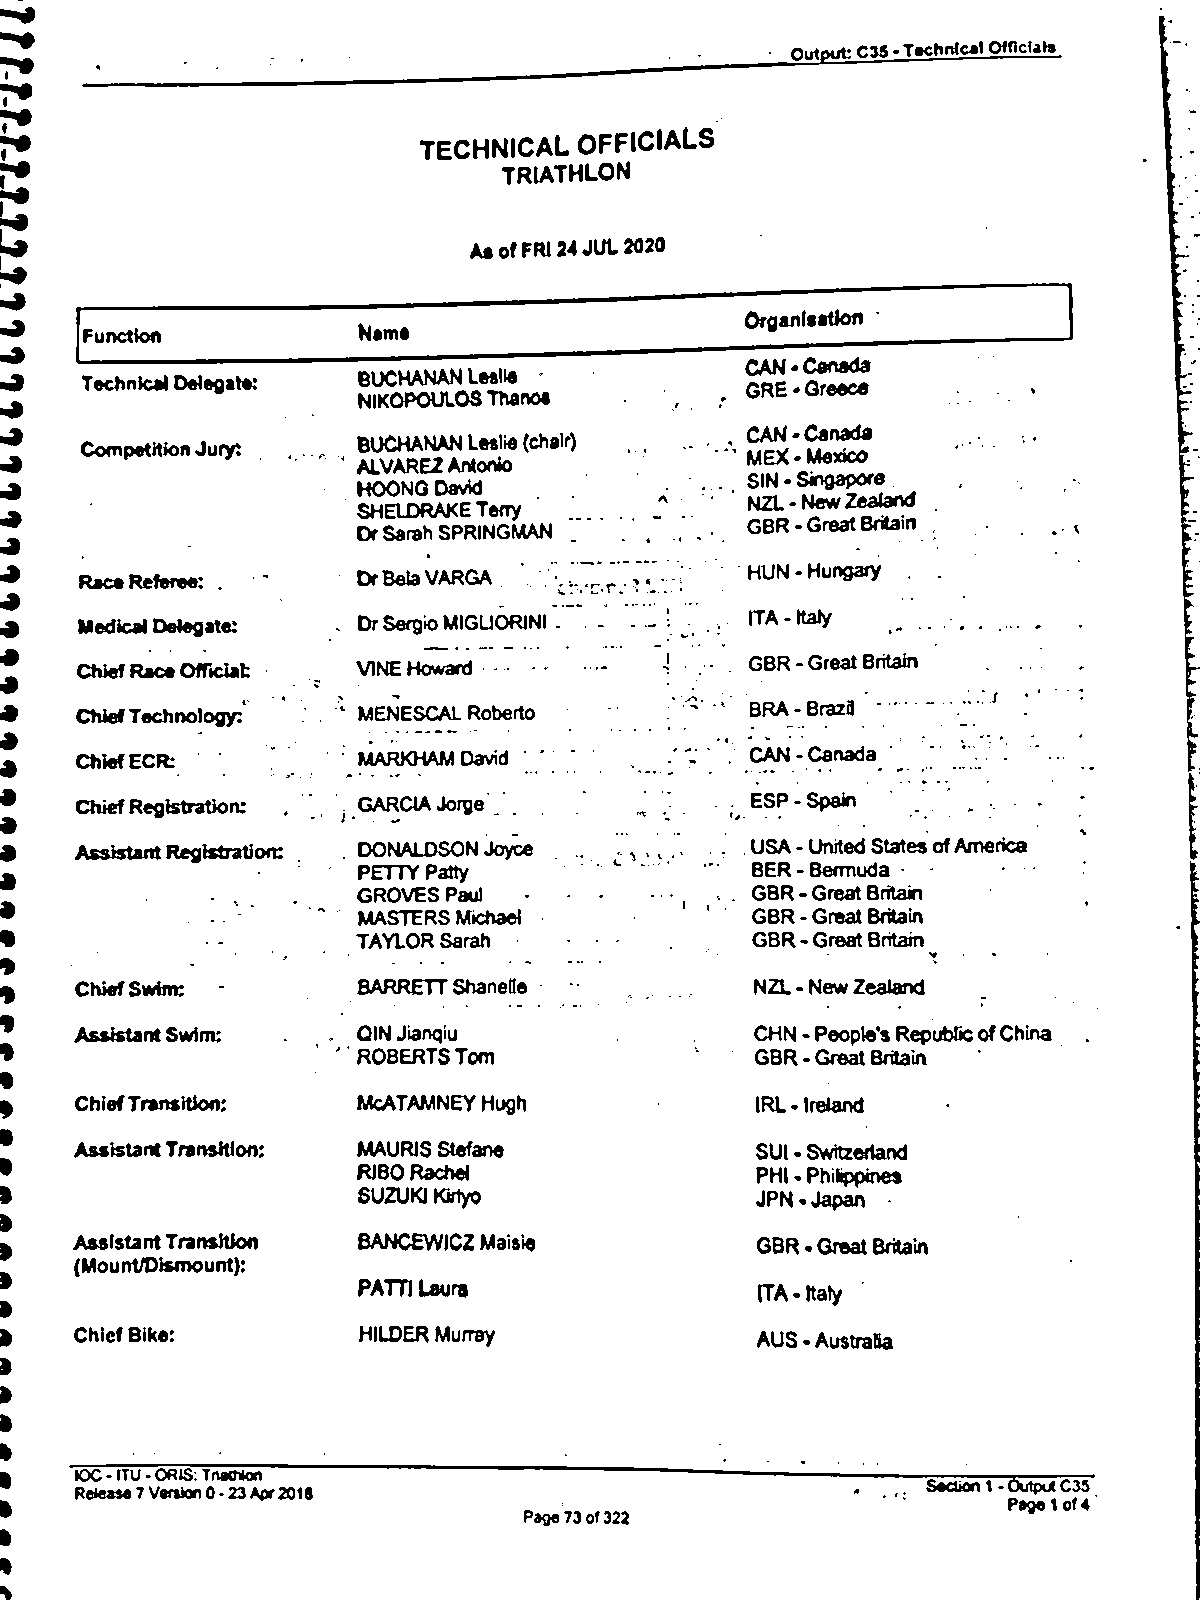 Output: C35 - Technical Officials
TECHNICAL OFFICIALS
TRIATHLON
As of FRI 24 JUL 2020
Function Name Organisation
Technical Delegate: BUCHANAN Leslie CAN - Canada
NIKOPOULOS Thanos GRE - Greece
Competition Jury: BUCHANAN Leslie (chair) CAN - Canada
ALVAREZ Antonio MEX - Mexico
HOONG David SIN - Singapore
SHELDRAKE Terry NZL - New Zealand
Dr Sarah SPRINGMAN GBR - Great Britain
Race Referee: Dr Bela VARGA HUN - Hungary
Medical Delegate: Dr Sergio MIGLIORINI ITA - Italy
Chief Race Official: VINE Howard GBR - Great Britain
Chief Technology: MENESCAL Roberto BRA - Brazil
Chief ECR: MARKHAM David CAN - Canada
Chief Registration: GARCIA Jorge ESP - Spain
Assistant Registration: DONALDSON Joyce USA - United States of America
PETTY Patty BER - Bermuda
GROVES Paul GBR - Great Britain
MASTERS Michael GBR - Great Britain
TAYLOR Sarah GBR - Great Britain
Chief Swim: BARRETT Shanelle NZL - New Zealand
Assistant Swim: QIN Jianqiu CHN - People's Republic of China
ROBERTS Tom GBR - Great Britain
Chief Transition: McATAMNEY Hugh IRL - Ireland
Assistant Transition: MAURIS Stefane SUI - Switzerland
RIBO Rachel PHI - Philippines
SUZUKI Kiriyo JPN - Japan
Assistant Transition BANCEWICZ Maisie GBR - Great Britain
(Mount/Dismount):
PATTI Laura ITA - Italy
Chief Bike: HILDER Murray AUS - Australia
IOC - ITU - ORIS: Triathlon
Release 7 Version 0 - 23 Apr 2018
Section 1 - Output C35
Page 1 of 4
Page 73 of 322